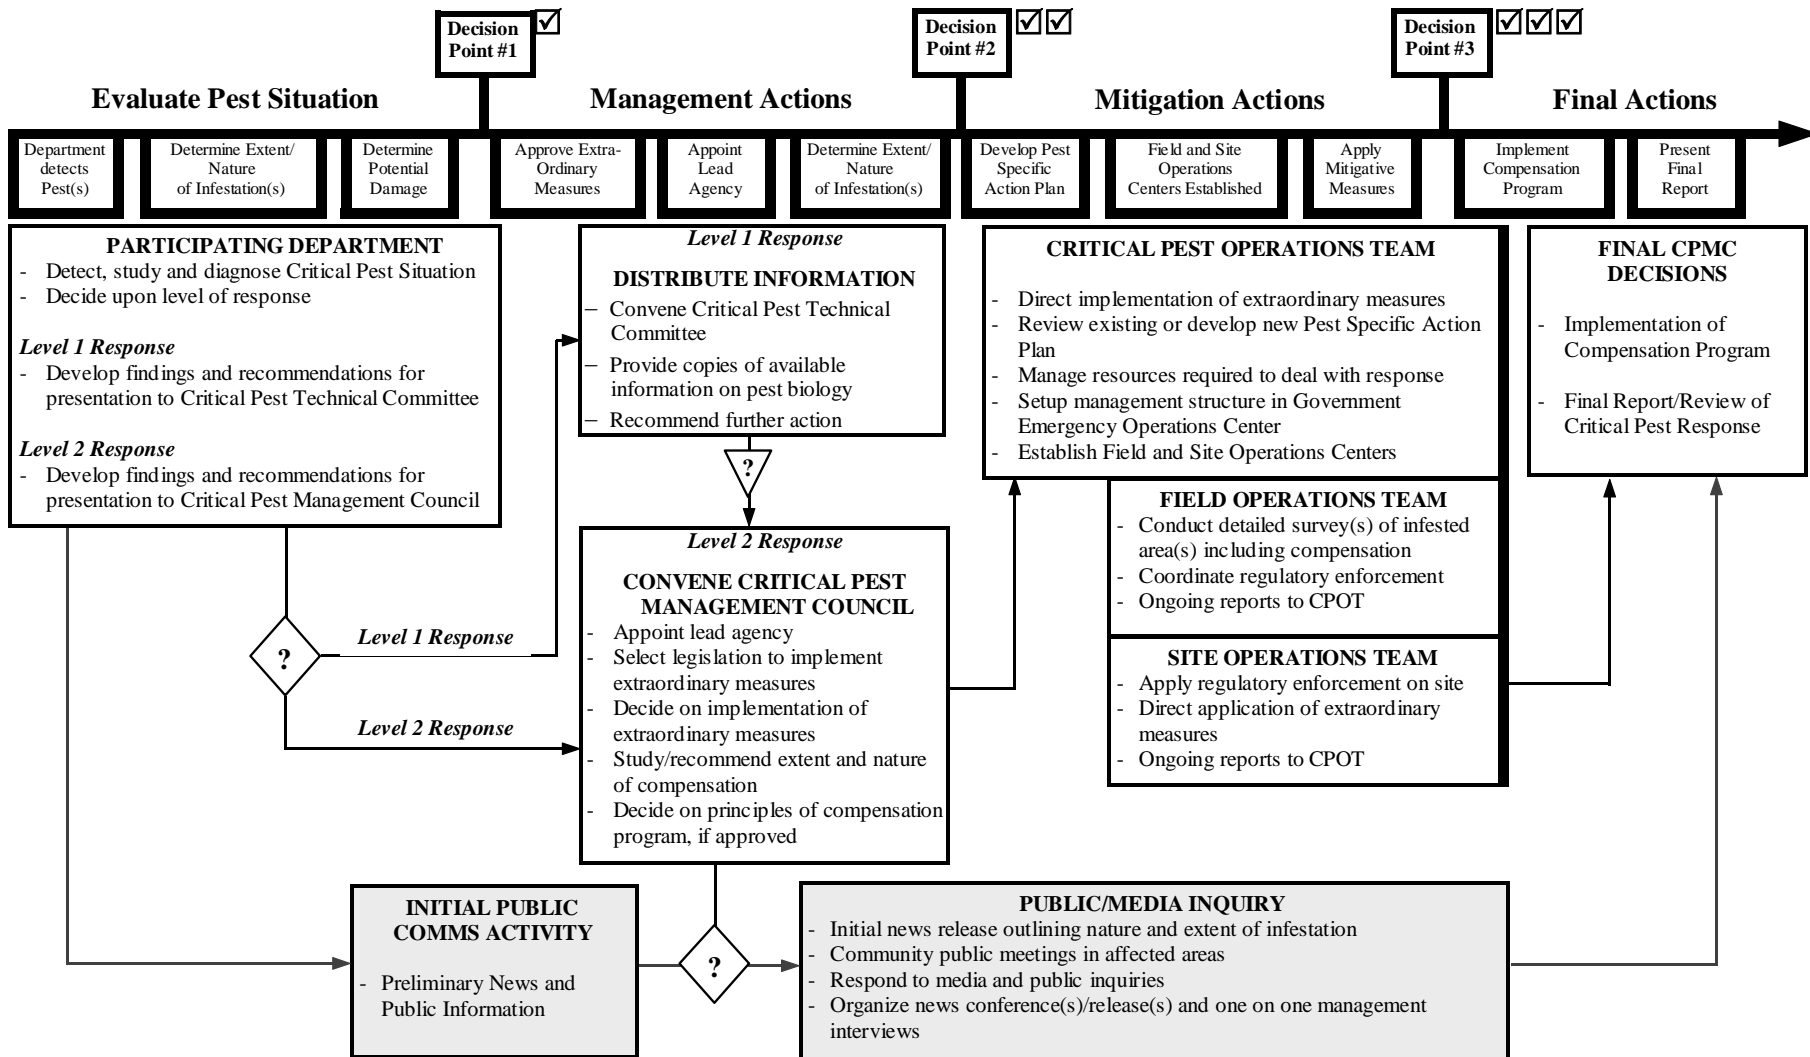 Decision
Point #1
Decision
Point #2
Decision
Point #3
Evaluate Pest Situation
Management Actions
Mitigation Actions
Final Actions
Department
detects
Pest(s)
Determine Extent/
Nature
of Infestation(s)
Determine
Potential
Damage
Approve Extra-
Ordinary
Measures
Appoint
Lead
Agency
Determine Extent/
Nature
of Infestation(s)
Develop Pest
Specific
Action Plan
Field and Site
Operations
Centers Established
Apply
Mitigative
Measures
Implement
Compensation
Program
Present
Final
Report
PARTICIPATING DEPARTMENT
- Detect, study and diagnose Critical Pest Situation
- Decide upon level of response
Level 1 Response
- Develop findings and recommendations for
presentation to Critical Pest Technical Committee
Level 2 Response
- Develop findings and recommendations for
presentation to Critical Pest Management Council
?
Level 1 Response
Level 2 Response
Level 1 Response
DISTRIBUTE INFORMATION
– Convene Critical Pest Technical
Committee
– Provide copies of available
information on pest biology
– Recommend further action
?
Level 2 Response
CONVENE CRITICAL PEST
MANAGEMENT COUNCIL
- Appoint lead agency
- Select legislation to implement
extraordinary measures
- Decide on implementation of
extraordinary measures
- Study/recommend extent and nature
of compensation
- Decide on principles of compensation
program, if approved
CRITICAL PEST OPERATIONS TEAM
- Direct implementation of extraordinary measures
- Review existing or develop new Pest Specific Action
Plan
- Manage resources required to deal with response
- Setup management structure in Government
Emergency Operations Center
- Establish Field and Site Operations Centers
FIELD OPERATIONS TEAM
- Conduct detailed survey(s) of infested
area(s) including compensation
- Coordinate regulatory enforcement
- Ongoing reports to CPOT
SITE OPERATIONS TEAM
- Apply regulatory enforcement on site
- Direct application of extraordinary
measures
- Ongoing reports to CPOT
FINAL CPMC
DECISIONS
- Implementation of
Compensation Program
- Final Report/Review of
Critical Pest Response
INITIAL PUBLIC
COMMS ACTIVITY
- Preliminary News and
Public Information
?
PUBLIC/MEDIA INQUIRY
- Initial news release outlining nature and extent of infestation
- Community public meetings in affected areas
- Respond to media and public inquiries
- Organize news conference(s)/release(s) and one on one management
interviews